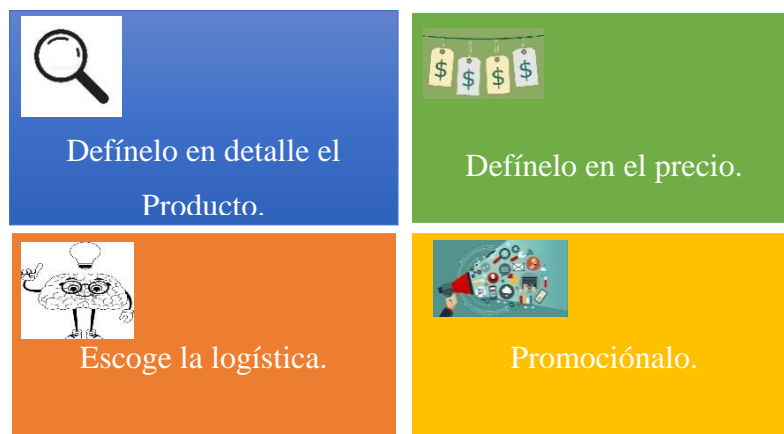 Defínelo en detalle el
Producto.
$ $ $ $
Defínelo en el precio.
Escoge la logística.
Promociónalo.